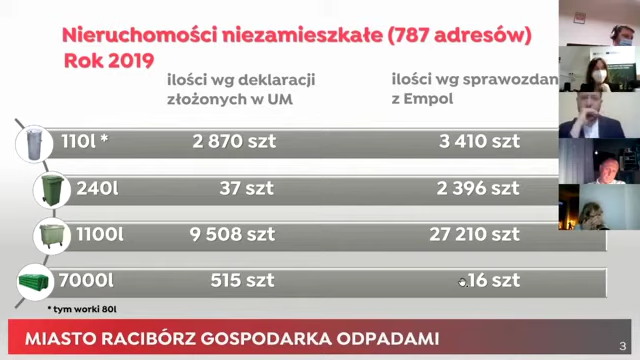 Nieruchomości niezamieszkałe (787 adresów)
Rok 2019
ilości wg deklaracji
złożonych w UM
ilości wg sprawozdan
z Empol
110l * 2 870 szt 3 410 szt
240l 37 szt 2 396 szt
1100l 9 508 szt 27 210 szt
7000l 515 szt 16 szt
* tym worki 80l
MIASTO RACIBÓRZ GOSPODARKA ODPADAMI
3